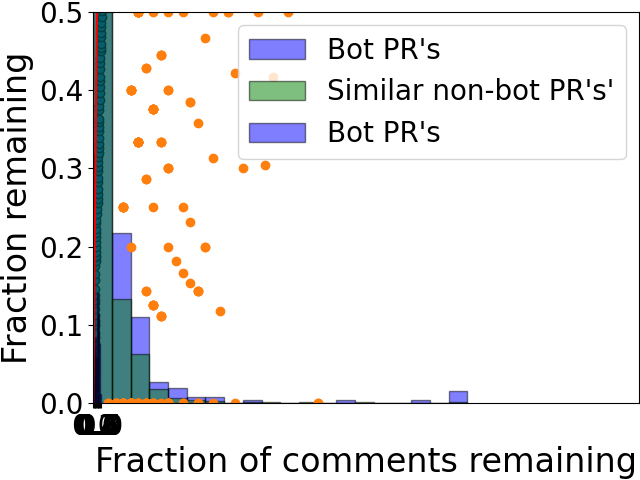 0.5
0.4
0.3
0.2
0.1
0.0
Fraction remaining
Bot PR's
Similar non-bot PR's'
Bot PR's
Fraction of comments remaining